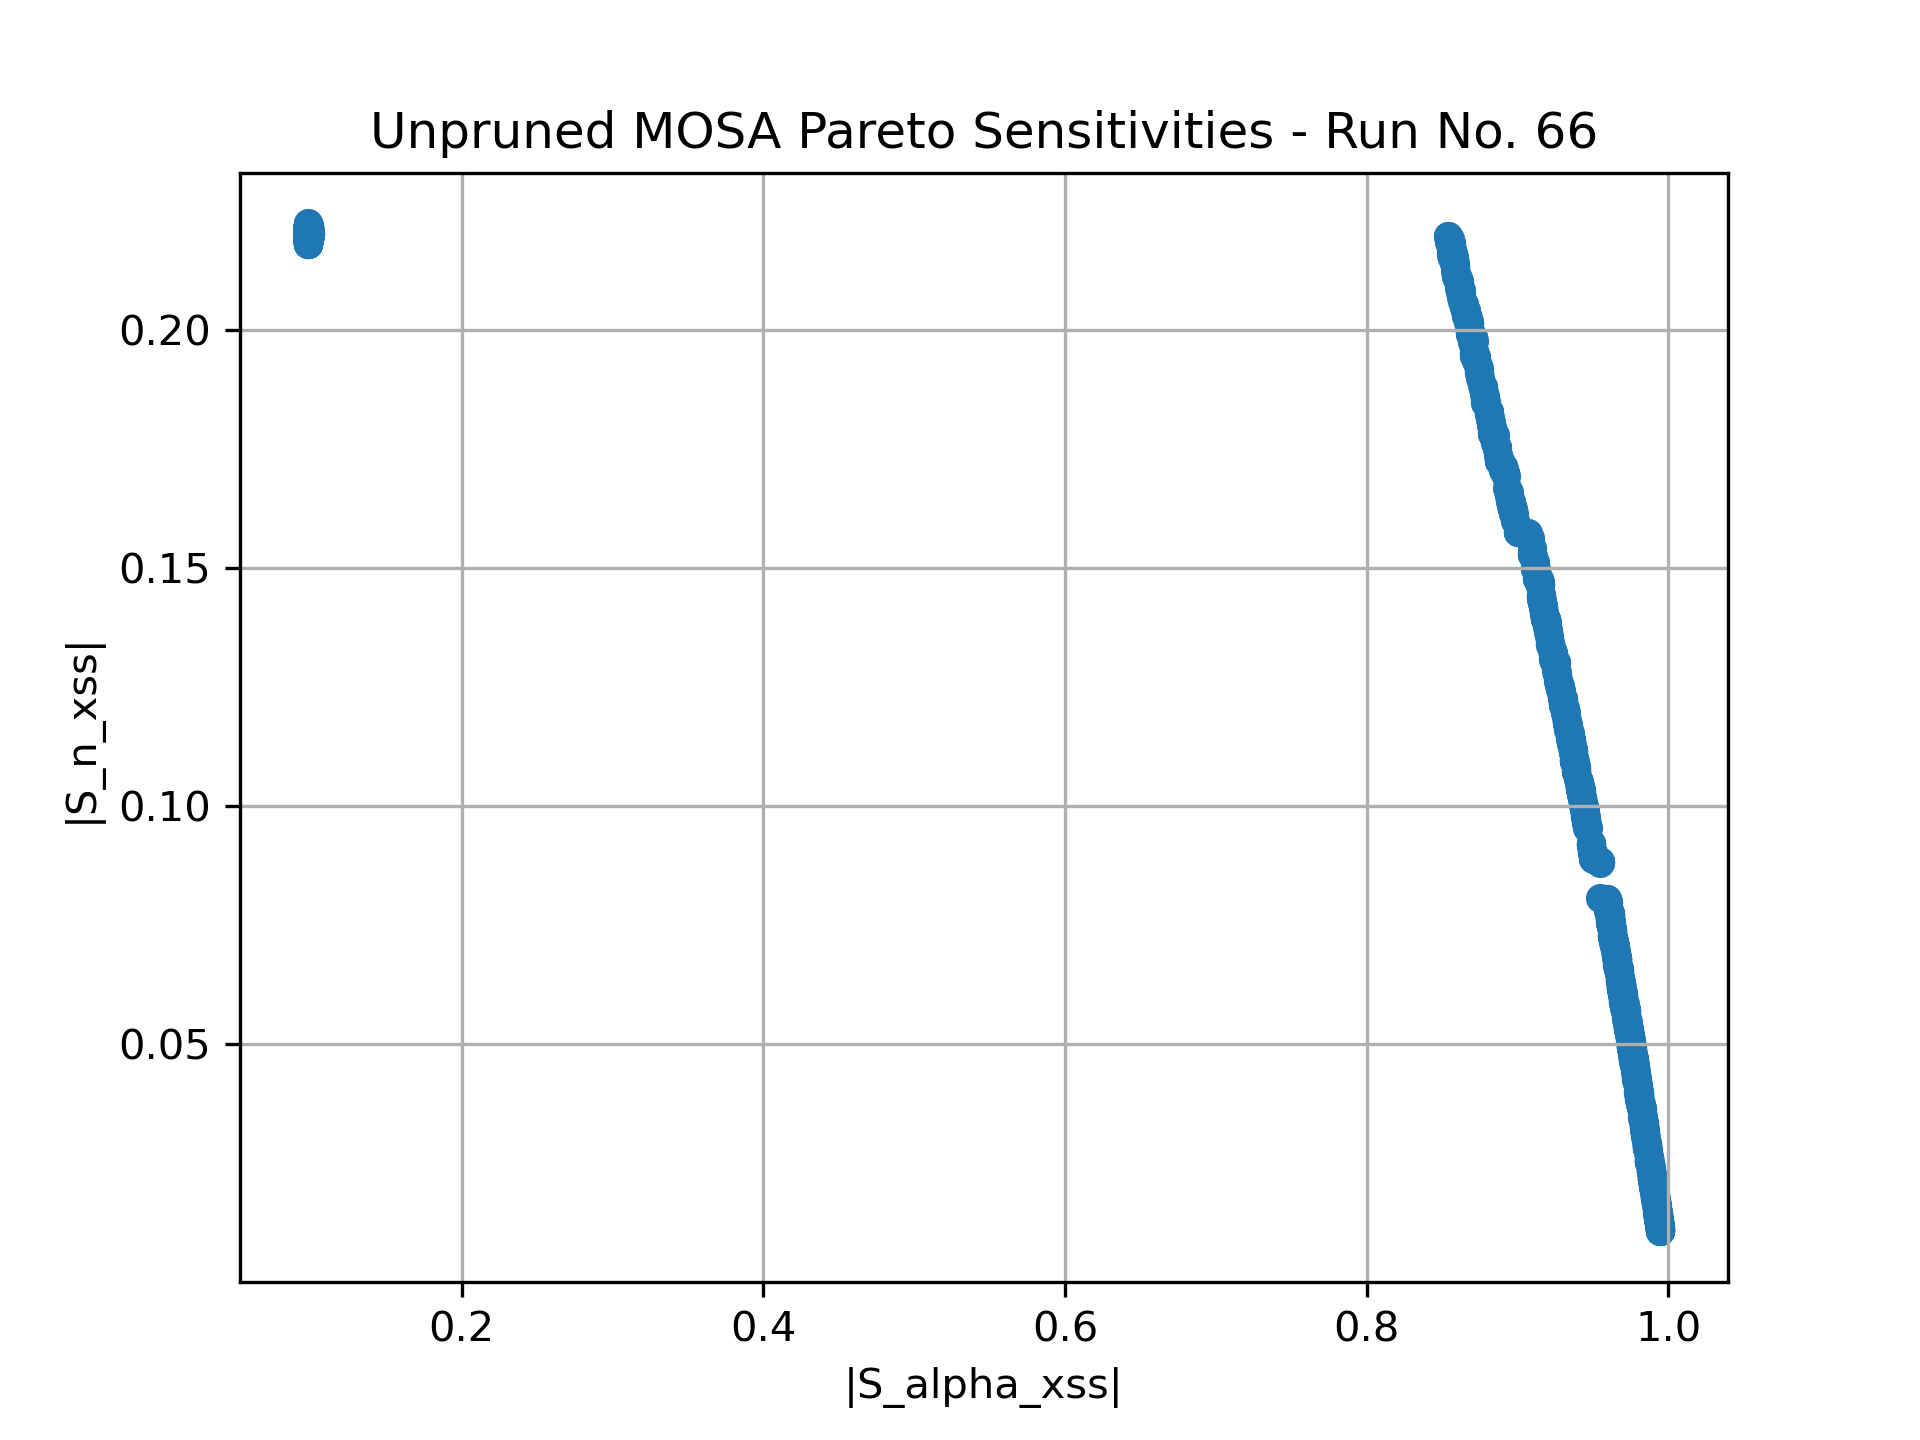 Unpruned MOSA Pareto Sensitivities - Run No. 66
|S_n_xss|
0.20
0.15
0.10
0.05
0.2 0.4 0.6 0.8 1.0
|S_alpha_xss|